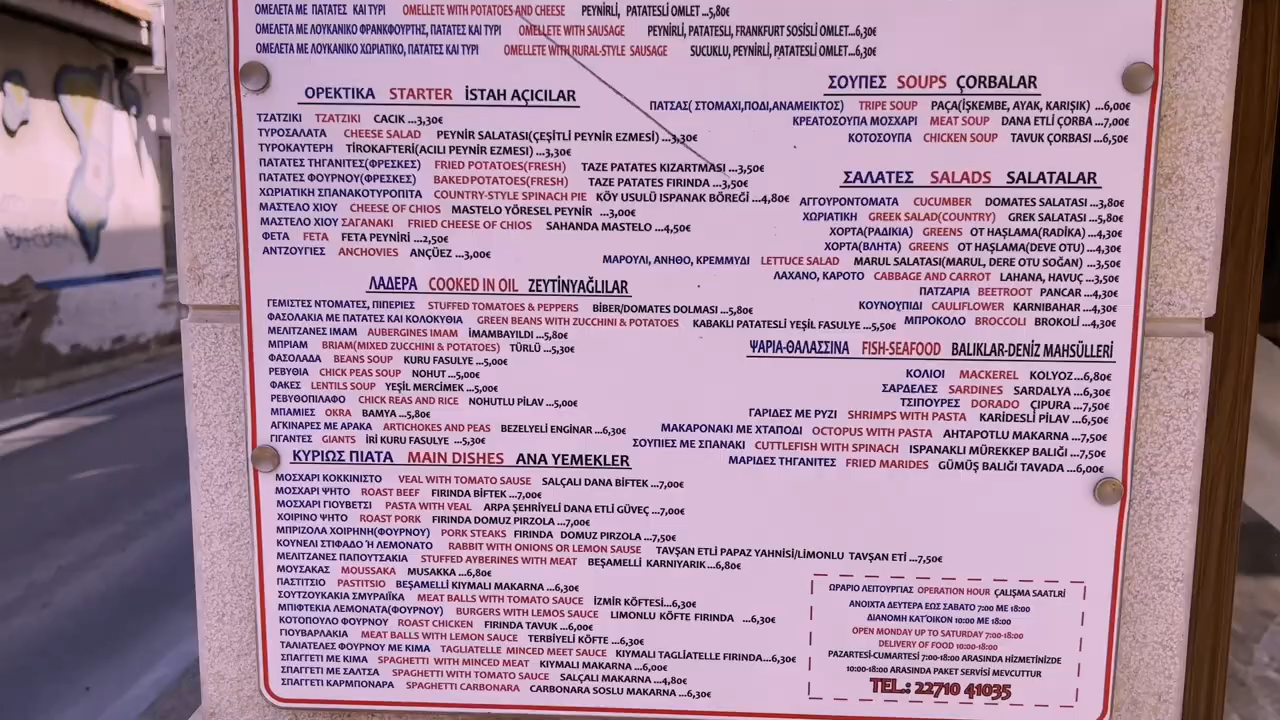 ΟΜΕΛΕΤΑ ΜΕ ΠΑΤΑΤΕΣ ΚΑΙ ΤΥΡΙ OMELLETE WITH POTATOES AND CHEESE PEYNİRLİ, PATATESLİ OMLET...5,80€
ΟΜΕΛΕΤΑ ΜΕ ΛΟΥΚΑΝΙΚΟ ΦΡΑΝΚΦΟΥΡΤΗΣ, ΠΑΤΑΤΕΣ ΚΑΙ ΤΥΡΙ OMELLETE WITH SAUSAGE PEYNİRLİ, PATATESLI, FRANKFURT SOSİSLİ OMLET...6,30€
ΟΜΕΛΕΤΑ ΜΕ ΛΟΥΚΑΝΙΚΟ ΧΩΡΙΑΤΙΚΟ, ΠΑΤΑΤΕΣ ΚΑΙ ΤΥΡΙ OMELLETE WITH RURAL-STYLE SAUSAGE SUCUKLU, PEYNİRLİ, PATATESLİ OMLET...6,30€
ΟΡΕΚΤΙΚΑ STARTER İSTAH AÇICILAR
TZATZIKI TZATZIKI CACIK ...3,30€
ΤΥΡΟΣΑΛΑΤΑ CHEESE SALAD PEYNİR SALATASI(ÇEŞİTLİ PEYNİR EZMESİ) ...3,30€
ΤΥΡΟΚΑΥΤΕΡΗ TİROKAFTERİ(ACILI PEYNİR EZMESİ) ...3,30€
ΠΑΤΑΤΕΣ ΤΗΓΑΝΙΤΕΣ(ΦΡΕΣΚΕΣ) FRIED POTATOES(FRESH) TAZE PATATES KIZARTMASI ...3,50€
ΠΑΤΑΤΕΣ ΦΟΥΡΝΟΥ(ΦΡΕΣΚΕΣ) BAKEDPOTATOES(FRESH) TAZE PATATES FIRINDA ...3,50€
ΧΩΡΙΑΤΙΚΗ ΣΠΑΝΑΚΟΤΥΡΟΠΙΤΑ COUNTRY-STYLE SPINACH PIE KÖY USULÜ ISPANAK BÖREĞİ ...4,80€
ΜΑΣΤΕΛΟ ΧΙΟΥ CHEESE OF CHIOS MASTELO YÖRESEL PEYNIR ...3,00€
ΜΑΣΤΕΛΟ ΧΙΟΥ ΣΑΓΑΝΑΚΙ FRIED CHEESE OF CHIOS SAHANDA MASTELO ...4,50€
ΦΕΤΑ FETA FETA PEYNİRİ ...2,50€
ΑΝΤΖΟΥΓΙΕΣ ANCHOVIES ANÇÜEZ ...3,00€
ΛΑΔΕΡΑ COOKED IN OIL ZEYTİNYAĞLILAR
ΓΕΜΙΣΤΕΣ ΝΤΟΜΑΤΕΣ, ΠΙΠΕΡΙΕΣ STUFFED TOMATOES & PEPPERS BİBER/DOMATES DOLMASI ...5,80€
ΦΑΣΟΛΑΚΙΑ ΜΕ ΠΑΤΑΤΕΣ ΚΑΙ ΚΟΛΟΚΥΘΙΑ GREEN BEANS WITH ZUCCHINI & POTATOES KABAKLI PATATESLİ YEŞİL FASULYE ...5,50€
ΜΕΛΙΤΖΑΝΕΣ ΙΜΑΜ AUBERGINES IMAM İMAMBAYILDI ...5,80€
ΜΠΡΙΑΜ BRIAM(MIXED ZUCCHINI & POTATOES) TÜRLÜ ...5,30€
ΦΑΣΟΛΑΔΑ BEANS SOUP KURU FASULYE ...5,00€
ΡΕΒΥΘΙΑ CHICK PEAS SOUP NOHUT ...5,00€
ΦΑΚΕΣ LENTILS SOUP YEŞİL MERCİMEK ...5,00€
ΡΕΒΥΘΟΠΙΛΑΦΟ CHICK REAS AND RICE NOHUTLU PİLAV ...5,00€
ΜΠΑΜΙΕΣ OKRA BAMYA ...5,80€
ΑΓΚΙΝΑΡΕΣ ΜΕ ΑΡΑΚΑ ARTICHOKES AND PEAS BEZELYELİ ENGİNAR ...6,30€
ΓΙΓΑΝΤΕΣ GIANTS İRİ KURU FASULYE ...5,30€
ΚΥΡΙΩΣ ΠΙΑΤΑ MAIN DISHES ANA YEMEKLER
ΜΟΣΧΑΡΙ ΚΟΚΚΙΝΙΣΤΟ VEAL WITH TOMATO SAUSE SALÇALI DANA BİFTEK ...7,00€
ΜΟΣΧΑΡΙ ΨΗΤΟ ROAST BEEF FIRINDA BİFTEK ...7,00€
ΜΟΣΧΑΡΙ ΓΙΟΥΒΕΤΣΙ PASTA WITH VEAL ARPA ŞEHRİYELİ DANA ETLİ GÜVEÇ ...7,00€
ΧΟΙΡΙΝΟ ΨΗΤΟ ROAST PORK FIRINDA DOMUZ PIRZOLA ...7,00€
ΜΠΡΙΖΟΛΑ ΧΟΙΡΗΝΗ(ΦΟΥΡΝΟΥ) PORK STEAKS FIRINDA DOMUZ PIRZOLA ...7,50€
ΚΟΥΝΕΛΙ ΣΤΙΦΑΔΟ Ή ΛΕΜΟΝΑΤΟ RABBIT WITH ONIONS OR LEMON SAUSE TAVŞAN ETLİ PAPAZ YAHNİSİ/LİMONLU TAVŞAN ETİ ...7,50€
ΜΕΛΙΤΖΑΝΕΣ ΠΑΠΟΥΤΣΑΚΙΑ STUFFED AYBERINES WITH MEAT BEŞAMELLİ KARNIYARIK ...6,80€
ΜΟΥΣΑΚΑΣ MOUSSAKA MUSAKKA ...6,80€
ΠΑΣΤΙΤΣΙΟ PASTITSIO BEŞAMELLİ KIYMALI MAKARNA ...6,30€
ΣΟΥΤΖΟΥΚΑΚΙΑ ΣΜΥΡΑΙΪΚΑ MEAT BALLS WITH TOMATO SAUCE İZMİR KÖFTESİ...6,30€
ΜΠΙΦΤΕΚΙΑ ΛΕΜΟΝΑΤΑ(ΦΟΥΡΝΟΥ) BURGERS WITH LEMOS SAUCE LIMONLU KÖFTE FIRINDA ...6,30€
ΚΟΤΟΠΟΥΛΟ ΦΟΥΡΝΟΥ ROAST CHICKEN FIRINDA TAVUK ...6,00€
ΓΙΟΥΒΑΡΛΑΚΙΑ MEAT BALLS WITH LEMON SAUCE TERBİYELİ KÖFTE ...6,30€
ΤΑΛΙΑΤΕΛΕΣ ΦΟΥΡΝΟΥ ΜΕ ΚΙΜΑ TAGLIATELLE MINCED MEET SAUCE KIYMALI TAGLİATELLE FIRINDA...6,30€
ΣΠΑΓΓΕΤΙ ΜΕ ΚΙΜΑ SPAGHETTI WITH MINCED MEAT KIYMALI MAKARNA ...6,00€
ΣΠΑΓΓΕΤΙ ΜΕ ΣΑΛΤΣΑ SPAGHETTI WITH TOMATO SAUCE SALÇALI MAKARNA ...4,80€
ΣΠΑΓΓΕΤΙ ΚΑΡΜΠΟΝΑΡΑ SPAGHETTI CARBONARA CARBONARA SOSLU MAKARNA ...6,30€
ΣΟΥΠΕΣ SOUPS ÇORBALAR
ΠΑΤΣΑΣ( ΣΤΟΜΑΧΙ,ΠΟΔΙ,ΑΝΑΜΕΙΚΤΟΣ) TRIPE SOUP PAÇA(İŞKEMBE, AYAK, KARIŞIK) ...6,00€
ΚΡΕΑΤΟΣΟΥΠΑ ΜΟΣΧΑΡΙ MEAT SOUP DANA ETLİ ÇORBA ...7,00€
ΚΟΤΟΣΟΥΠΑ CHICKEN SOUP TAVUK ÇORBASI ...6,50€
ΣΑΛΑΤΕΣ SALADS SALATALAR
ΑΓΓΟΥΡΟΝΤΟΜΑΤΑ CUCUMBER DOMATES SALATASI ...3,80€
ΧΩΡΙΑΤΙΚΗ GREEK SALAD(COUNTRY) GREK SALATASI ...5,80€
ΧΟΡΤΑ(ΡΑΔΙΚΙΑ) GREENS OT HAŞLAMA(RADİKA) ...4,30€
ΧΟΡΤΑ(ΒΛΗΤΑ) GREENS OT HAŞLAMA(DEVE OTU) ...4,30€
ΜΑΡΟΥΛΙ, ΑΝΗΘΟ, ΚΡΕΜΜΥΔΙ LETTUCE SALAD MARUL SALATASI(MARUL, DERE OTU SOĞAN) ...3,50€
ΛΑΧΑΝΟ, ΚΑΡΟΤΟ CABBAGE AND CARROT LAHANA, HAVUÇ ...3,50€
ΠΑΤΖΑΡΙΑ BEETROOT PANCAR ...4,30€
ΚΟΥΝΟΥΠΙΔΙ CAULIFLOWER KARNIBAHAR ...4,30€
ΜΠΡΟΚΟΛΟ BROCCOLI BROKOLİ ...4,30€
ΨΑΡΙΑ-ΘΑΛΑΣΣΙΝΑ FISH-SEAFOOD BALIKLAR-DENİZ MAHSÜLLERİ
ΚΟΛΙΟΙ MACKEREL KOLYOZ...6,80€
ΣΑΡΔΕΛΕΣ SARDINES SARDALYA ...6,30€
ΤΣΙΠΟΥΡΕΣ DORADO ÇIPURA ...7,50€
ΓΑΡΙΔΕΣ ΜΕ ΡΥΖΙ SHRIMPS WITH PASTA KARİDESLİ PİLAV ...6,50€
ΜΑΚΑΡΟΝΑΚΙ ΜΕ ΧΤΑΠΟΔΙ OCTOPUS WITH PASTA AHTAPOTLU MAKARNA ...7,50€
ΣΟΥΠΙΕΣ ΜΕ ΣΠΑΝΑΚΙ CUTTLEFISH WITH SPINACH ISPANAKLI MÜREKKEP BALIĞI ...7,50€
ΜΑΡΙΔΕΣ ΤΗΓΑΝΙΤΕΣ FRIED MARIDES GÜMÜŞ BALIĞI TAVADA ...6,00€
ΩΡΑΡΙΟ ΛΕΙΤΟΥΡΓΙΑΣ OPERATION HOUR ÇALIŞMA SAATLRİ
ΑΝΟΙΧΤΑ ΔΕΥΤΕΡΑ ΕΩΣ ΣΑΒΑΤΟ 7:00 ΜΕ 18:00
ΔΙΑΝΟΜΗ ΚΑΤ'ΟΙΚΟΝ 10:00 ΜΕ 18:00
OPEN MONDAY UP TO SATURDAY 7:00-18:00
DELIVERY OF FOOD 10:00-18:00
PAZARTESİ-CUMARTESİ 7:00-18:00 ARASINDA HİZMETİNİZDE
10:00-18:00 ARASINDA PAKET SERVİSİ MEVCUTTUR
TEL.: 22710 41035